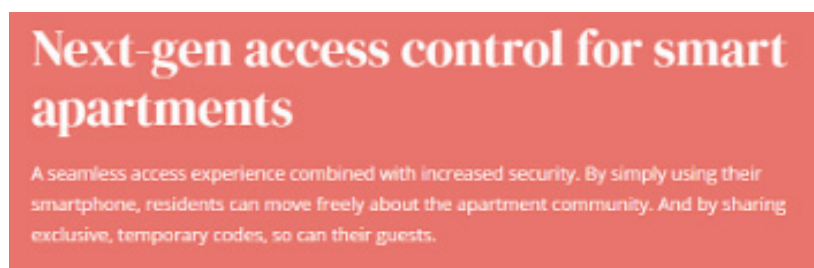 Next-gen access control for smart
apartments
A seamless access experience combined with increased security. By simply using their
smartphone, residents can move freely about the apartment community. And by sharing
exclusive, temporary codes, so can their guests.